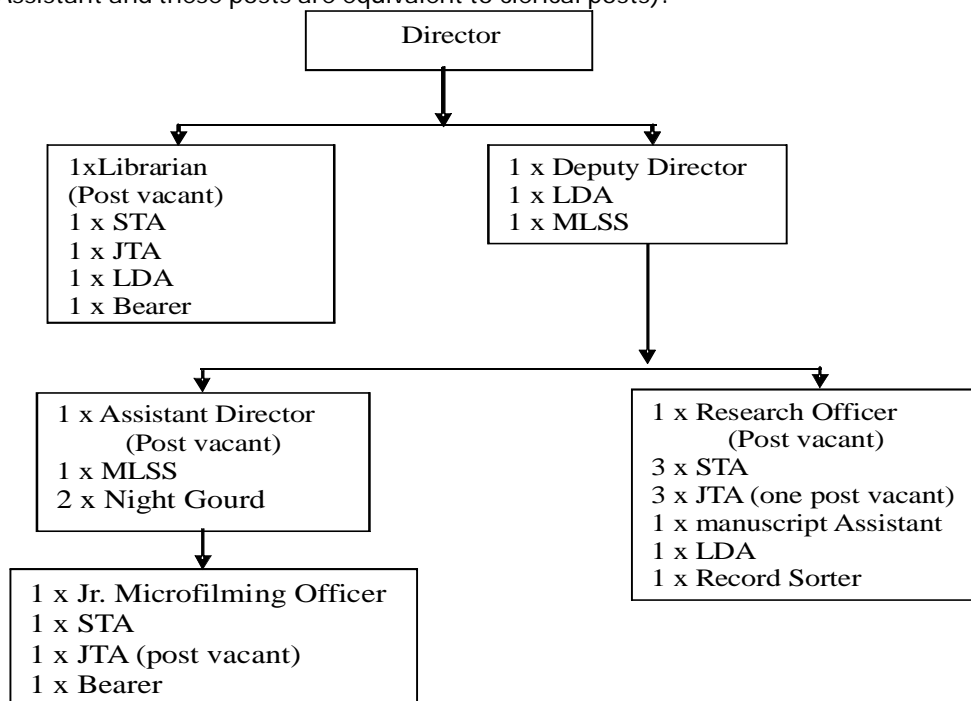 Assistant and these posts are equivalent to clerical posts).
Director
1xLibrarian
(Post vacant)
1 x STA
1 x JTA
1 x LDA
1 x Bearer
1 x Deputy Director
1 x LDA
1 x MLSS
1 x Assistant Director
(Post vacant)
1 x MLSS
2 x Night Gourd
1 x Research Officer
(Post vacant)
3 x STA
3 x JTA (one post vacant)
1 x manuscript Assistant
1 x LDA
1 x Record Sorter
1 x Jr. Microfilming Officer
1 x STA
1 x JTA (post vacant)
1 x Bearer